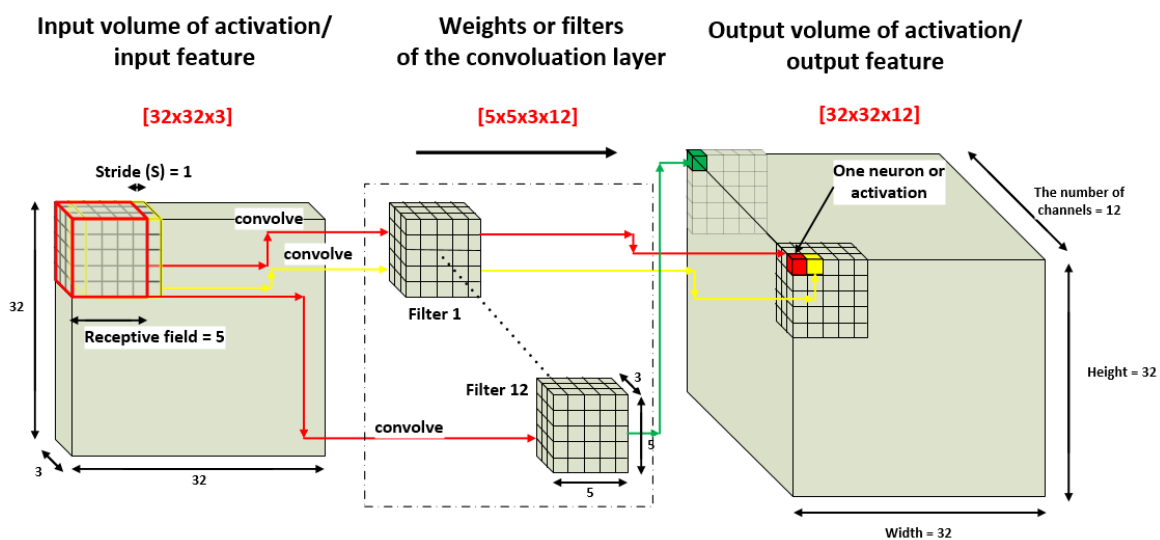 Input volume of activation/
input feature
Weights or filters
of the convoluation layer
Output volume of activation/
output feature
[32x32x3]
[5x5x3x12]
[32x32x12]
Stride (S) = 1
convolve
convolve
One neuron or
activation
The number of
channels = 12
32
Receptive field = 5
Filter 1
Filter 12
3
Height = 32
convolve
5
3
32
5
Width = 32